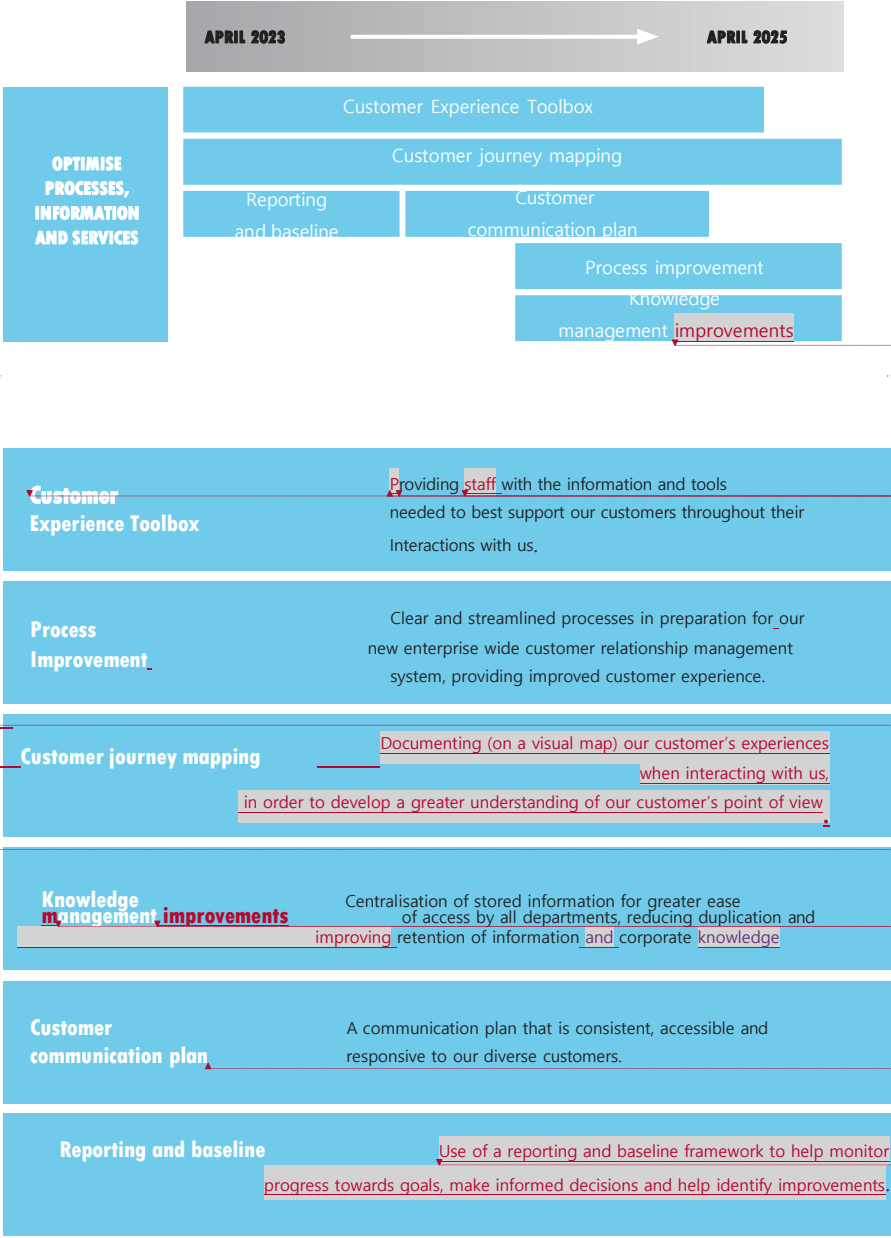 APRIL 2023
APRIL 2025
OPTIMISE
PROCESSES,
INFORMATION
AND SERVICES
Customer Experience Toolbox
Customer journey mapping
Reporting
and baseline
Customer
communication plan
Process improvement
Knowledge
management improvements
Customer
Experience Toolbox
Providing staff with the information and tools
needed to best support our customers throughout their
Interactions with us.
Process
Improvement
Clear and streamlined processes in preparation for our
new enterprise wide customer relationship management
system, providing improved customer experience.
Customer journey mapping
Documenting (on a visual map) our customer's experiences
when interacting with us,
in order to develop a greater understanding of our customer's point of view
.
Knowledge
management improvements
Centralisation of stored information for greater ease
of access by all departments, reducing duplication and
improving retention of information and corporate knowledge
Customer
communication plan
A communication plan that is consistent, accessible and
responsive to our diverse customers.
Reporting and baseline
Use of a reporting and baseline framework to help monitor
progress towards goals, make informed decisions and help identify improvements.